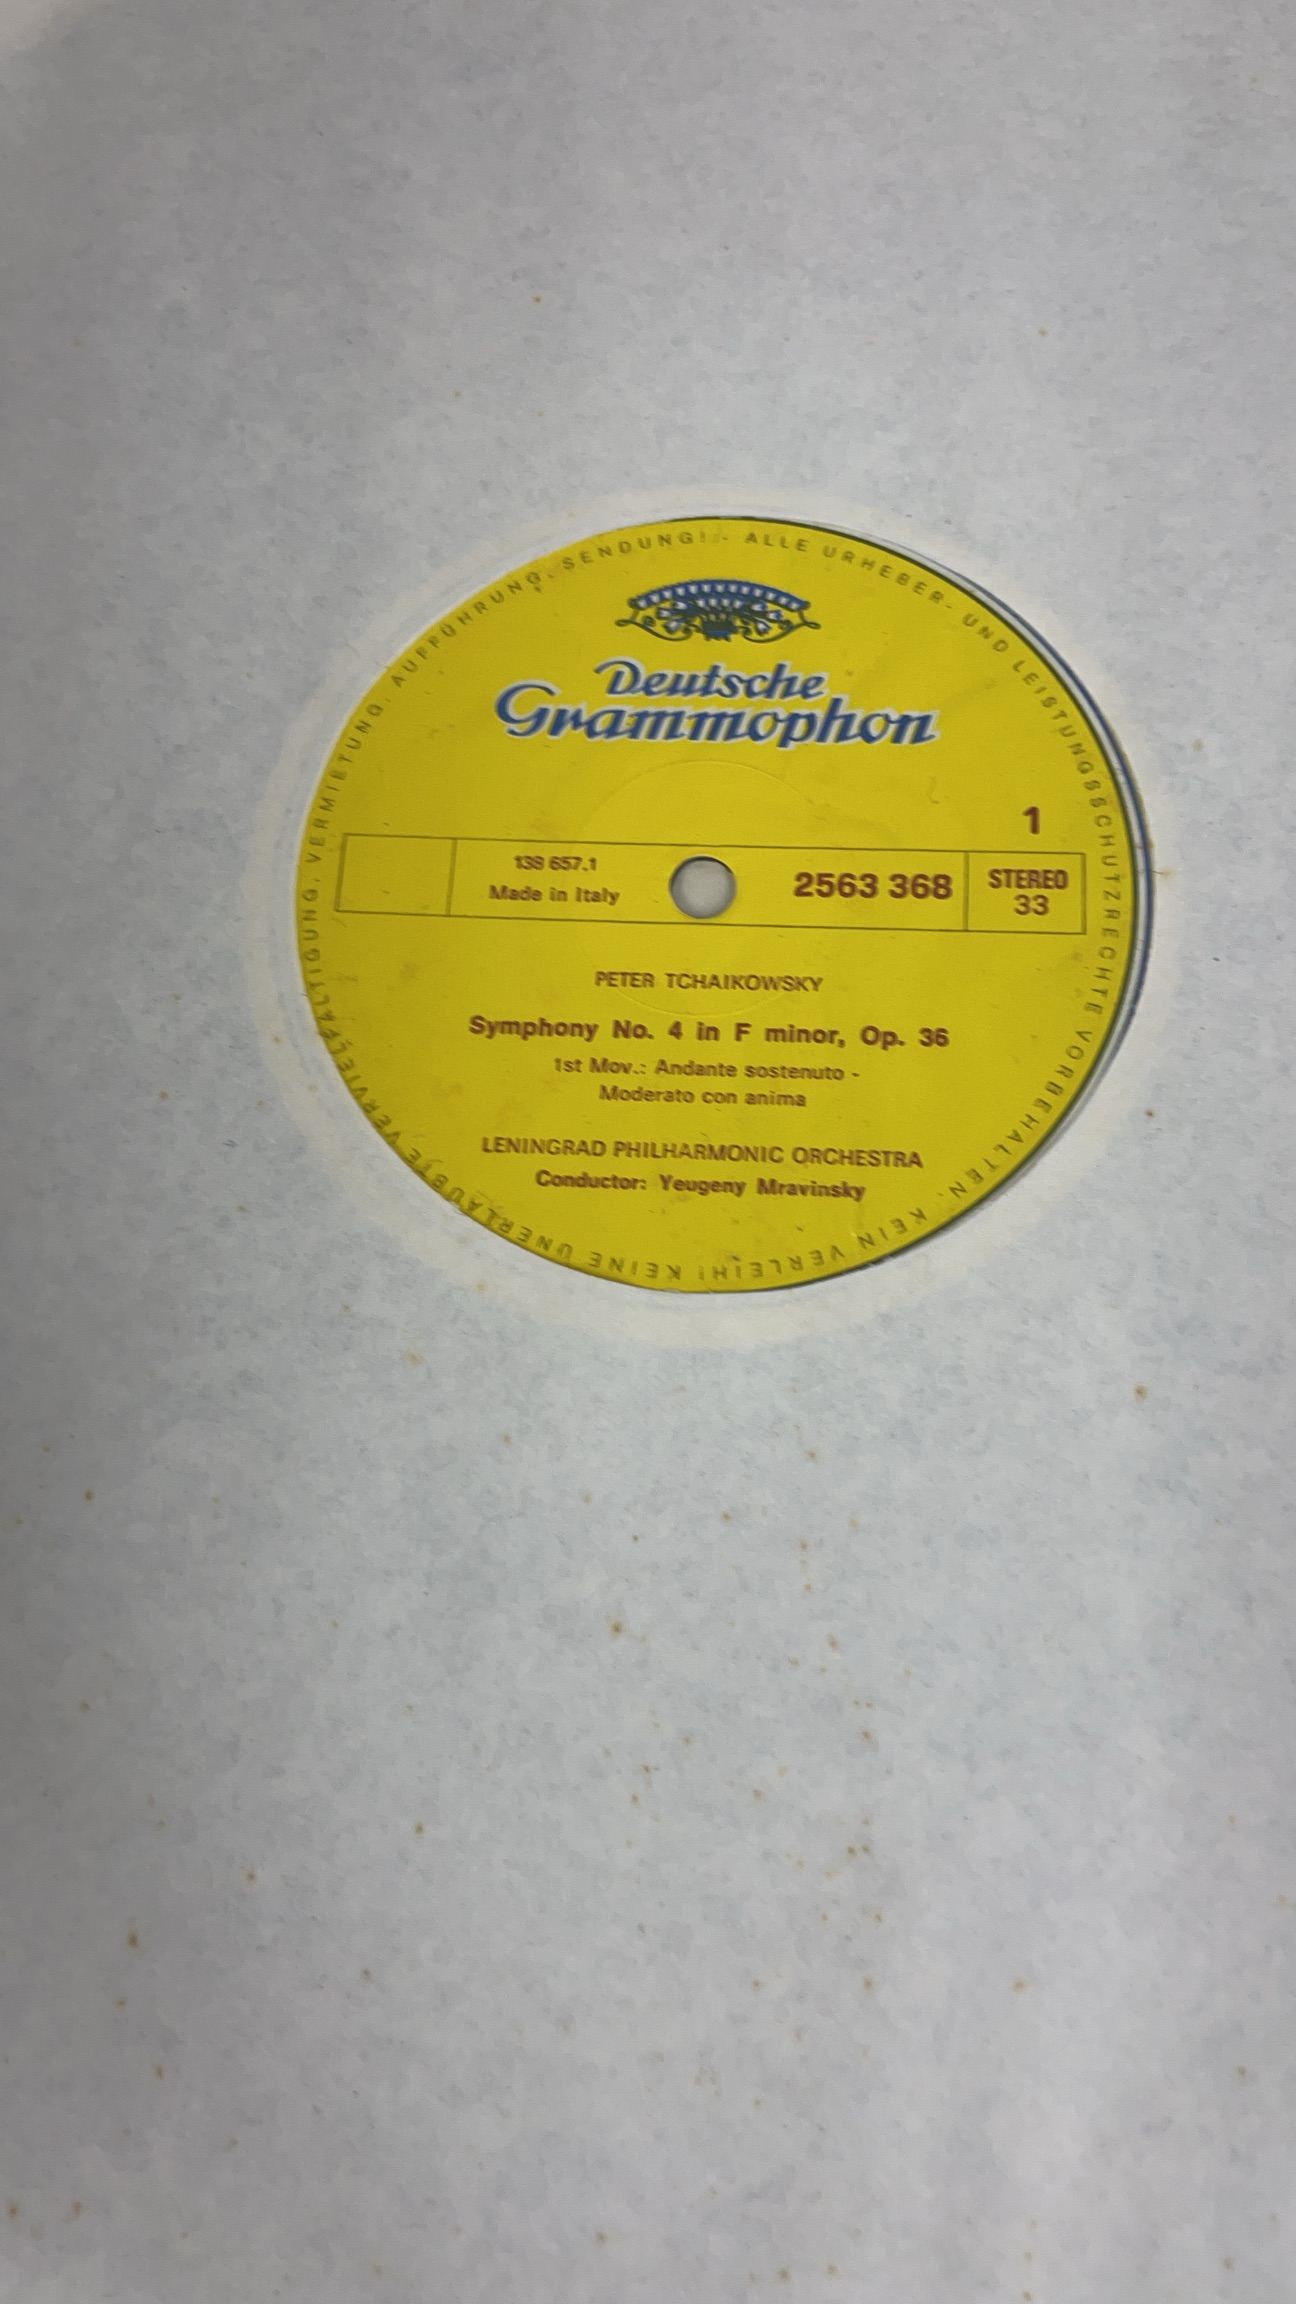 Deutsche
Grammophon
1
138 657.1
Made in Italy
2563 368
STEREO
33
PETER TCHAIKOWSKY
Symphony No. 4 in F minor, Op. 36
1st Mov.: Andante sostenuto -
Moderato con anima
LENINGRAD PHILHARMONIC ORCHESTRA
Conductor: Yeugeny Mravinsky
ALLE URHEBER- UND LEISTUNGSSCHUTZRECHTE VORBEHALTEN. KEIN VERLEIH! KEINE UNERLAUBTE VERVIELFÄLTIGUNG, VERMIETUNG, AUFFÜHRUNG, SENDUNG! -